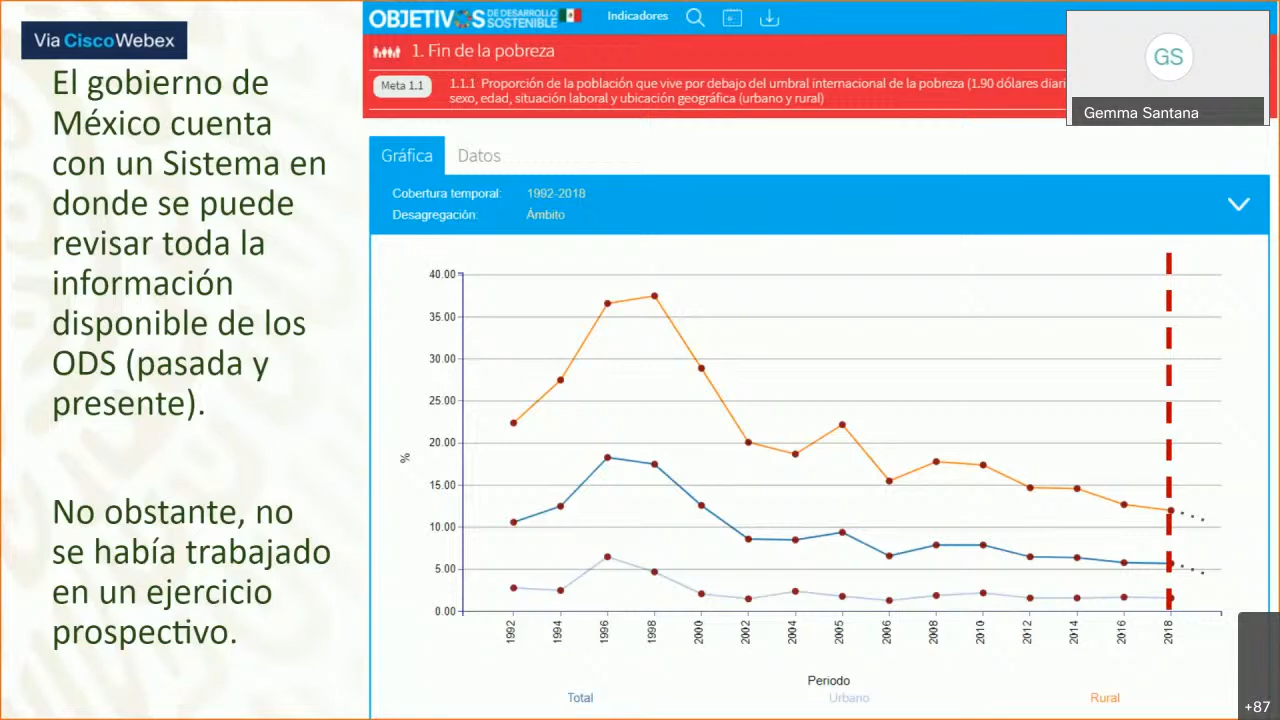 Via CiscoWebex
El gobierno de
México cuenta
con un Sistema en
donde se puede
revisar toda la
información
disponible de los
ODS (pasada y
presente).
No obstante, no
se había trabajado
en un ejercicio
prospectivo.
OBJETIVOS
DE DESARROLLO
SOSTENIBLE
Indicadores
1. Fin de la pobreza
Meta 1.1
1.1.1 Proporción de la población que vive por debajo del umbral internacional de la pobreza (1.90 dólares diari
sexo, edad, situación laboral y ubicación geográfica (urbano y rural)
GS
Gemma Santana
Gráfica
Datos
Cobertura temporal: 1992-2018
Desagregación: Ámbito
40.00
35.00
30.00
25.00
20.00
15.00
10.00
5.00
0.00
%
1992
1994
1996
1998
2000
2002
2004
2005
2006
2008
2010
2012
2014
2016
2018
Periodo
Total
Urbano
Rural
+87